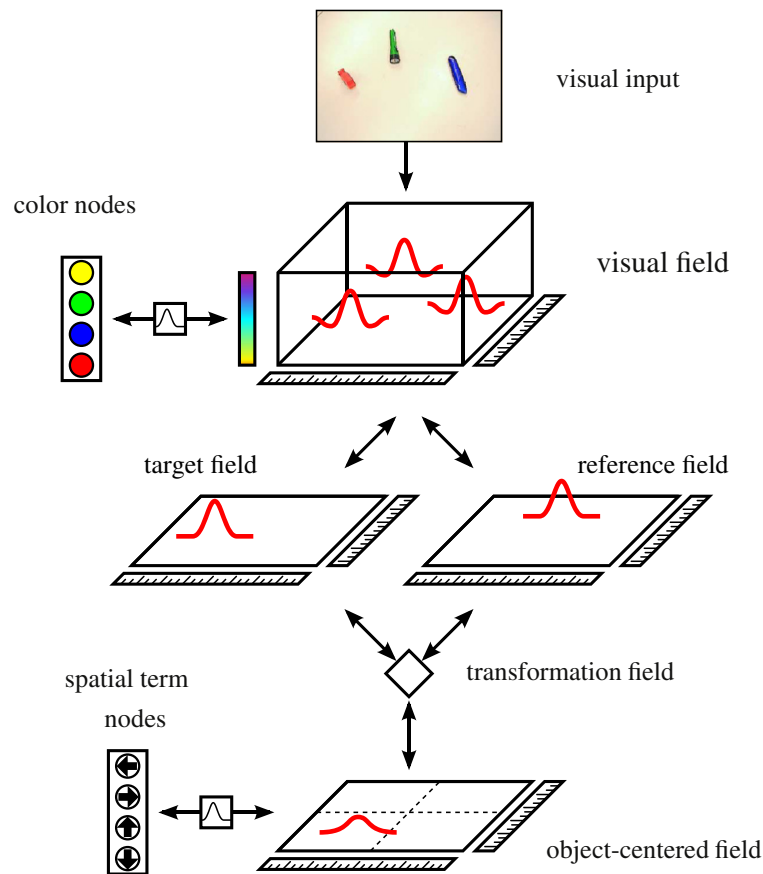 visual input
color nodes
visual field
target field
reference field
transformation field
spatial term
nodes
object-centered field